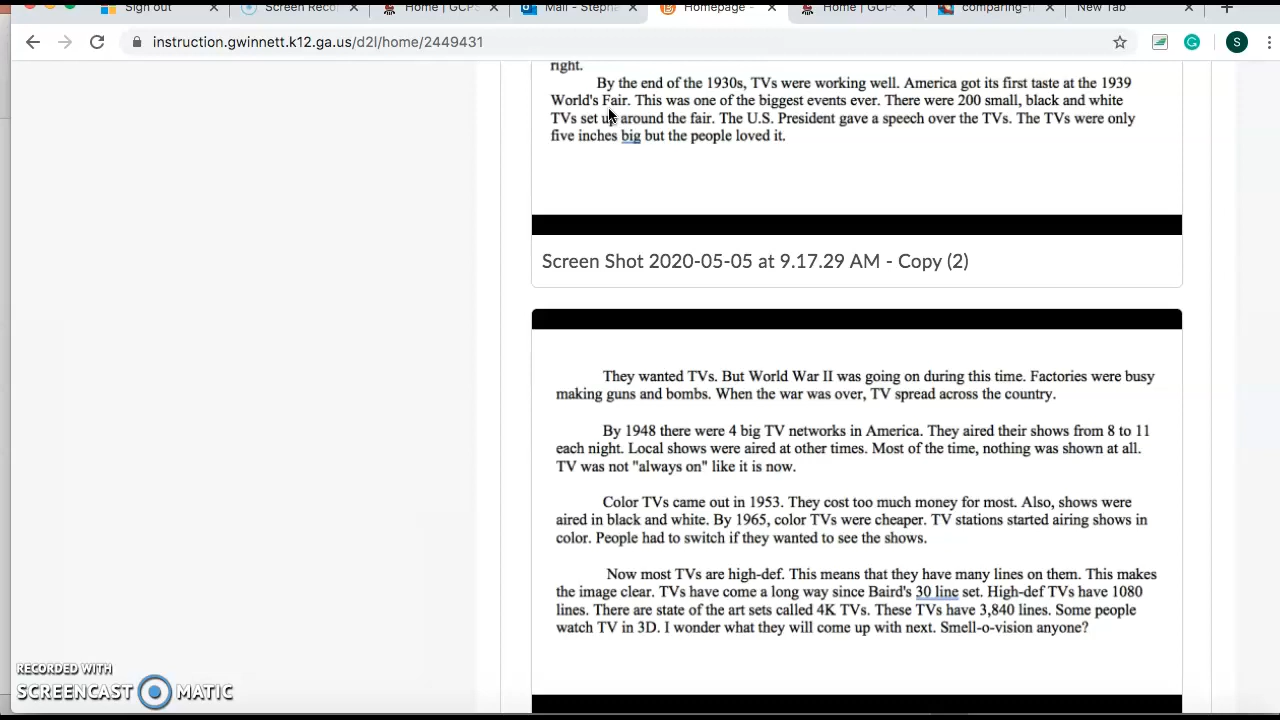 Sign out
Screen Reco
Home | GCPS
Mail - Steph
Homepage -
Home | GCPS
comparing-
New Tab
instruction.gwinnett.k12.ga.us/d2l/home/2449431
S
right.
By the end of the 1930s, TVs were working well. America got its first taste at the 1939
World's Fair. This was one of the biggest events ever. There were 200 small, black and white
TVs set up around the fair. The U.S. President gave a speech over the TVs. The TVs were only
five inches big but the people loved it.
Screen Shot 2020-05-05 at 9.17.29 AM - Copy (2)
They wanted TVs. But World War II was going on during this time. Factories were busy
making guns and bombs. When the war was over, TV spread across the country.
By 1948 there were 4 big TV networks in America. They aired their shows from 8 to 11
each night. Local shows were aired at other times. Most of the time, nothing was shown at all.
TV was not "always on" like it is now.
Color TVs came out in 1953. They cost too much money for most. Also, shows were
aired in black and white. By 1965, color TVs were cheaper. TV stations started airing shows in
color. People had to switch if they wanted to see the shows.
Now most TVs are high-def. This means that they have many lines on them. This makes
the image clear. TVs have come a long way since Baird's 30 line set. High-def TVs have 1080
lines. There are state of the art sets called 4K TVs. These TVs have 3,840 lines. Some people
watch TV in 3D. I wonder what they will come up with next. Smell-o-vision anyone?
RECORDED WITH
SCREENCAST MATIC